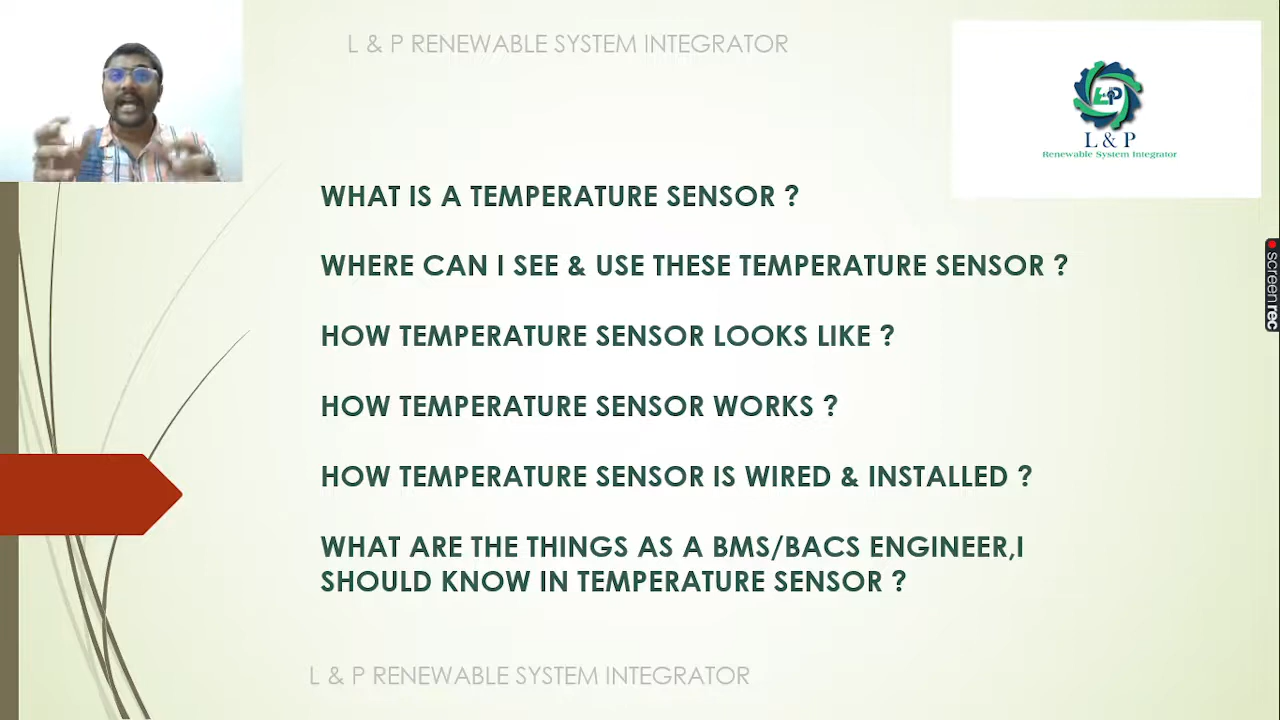 L & P RENEWABLE SYSTEM INTEGRATOR
L&P
L & P
Renewable System Integrator
WHAT IS A TEMPERATURE SENSOR ?
WHERE CAN I SEE & USE THESE TEMPERATURE SENSOR ?
HOW TEMPERATURE SENSOR LOOKS LIKE ?
HOW TEMPERATURE SENSOR WORKS ?
HOW TEMPERATURE SENSOR IS WIRED & INSTALLED ?
WHAT ARE THE THINGS AS A BMS/BACS ENGINEER,I
SHOULD KNOW IN TEMPERATURE SENSOR ?
L & P RENEWABLE SYSTEM INTEGRATOR
screenrec